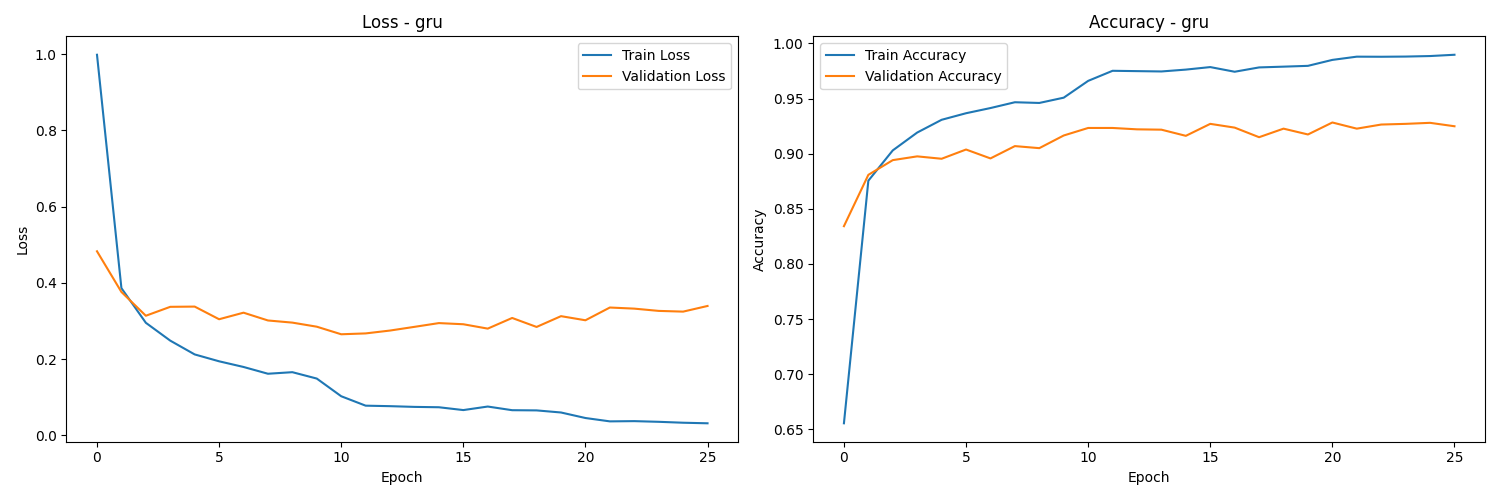 Loss - gru
Train Loss
Validation Loss
1.0
0.8
0.6
0.4
0.2
0.0
Loss
0 5 10 15 20 25
Epoch
Accuracy - gru
Train Accuracy
Validation Accuracy
1.00
0.95
0.90
0.85
0.80
0.75
0.70
0.65
Accuracy
0 5 10 15 20 25
Epoch